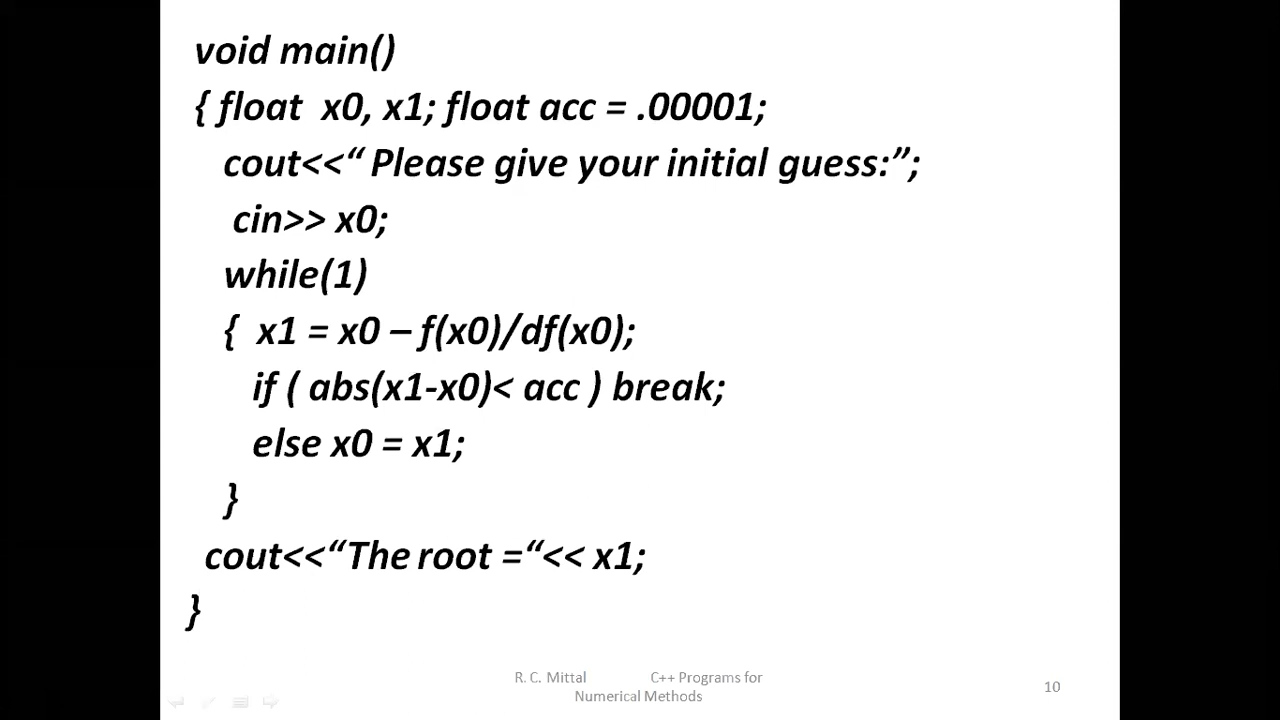 void main()
{ float x0, x1; float acc = .00001;
cout<<“ Please give your initial guess:”;
cin>> x0;
while(1)
{ x1 = x0 – f(x0)/df(x0);
if ( abs(x1-x0)< acc ) break;
else x0 = x1;
}
cout<<“The root =“<< x1;
}
R. C. Mittal C++ Programs for
Numerical Methods
10